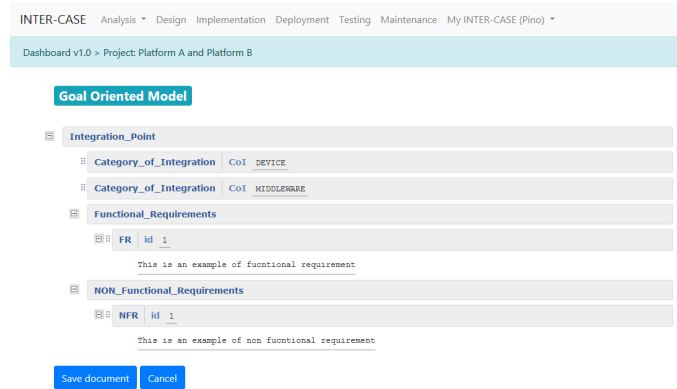 INTER-CASE Analysis Design Implementation Deployment Testing Maintenance My INTER-CASE (Pino)
Dashboard v1.0 > Project: Platform A and Platform B
Goal Oriented Model
Integration_Point
Category_of_Integration CoI DEVICE
Category_of_Integration CoI MIDDLEWARE
Functional_Requirements
FR id 1
This is an example of fucntional requirement
NON_Functional_Requirements
NFR id 1
This is an example of non fucntional requirement
Save document Cancel